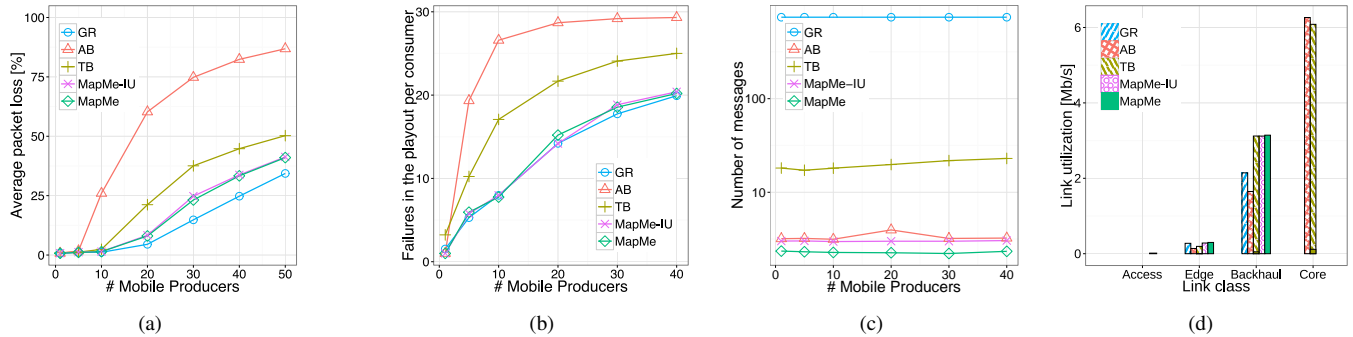 Average packet loss [%]
100
75
50
25
0
GR
AB
TB
MapMe-IU
MapMe
0 10 20 30 40 50
# Mobile Producers
(a)
Failures in the playout per consumer
30
20
10
0
GR
AB
TB
MapMe-IU
MapMe
0 10 20 30 40
# Mobile Producers
(b)
Number of messages
100
10
GR
AB
TB
MapMe−IU
MapMe
0 10 20 30 40
# Mobile Producers
(c)
Link utilization [Mb/s]
6
4
2
0
GR
AB
TB
MapMe-IU
MapMe
Access Edge Backhaul Core
Link class
(d)